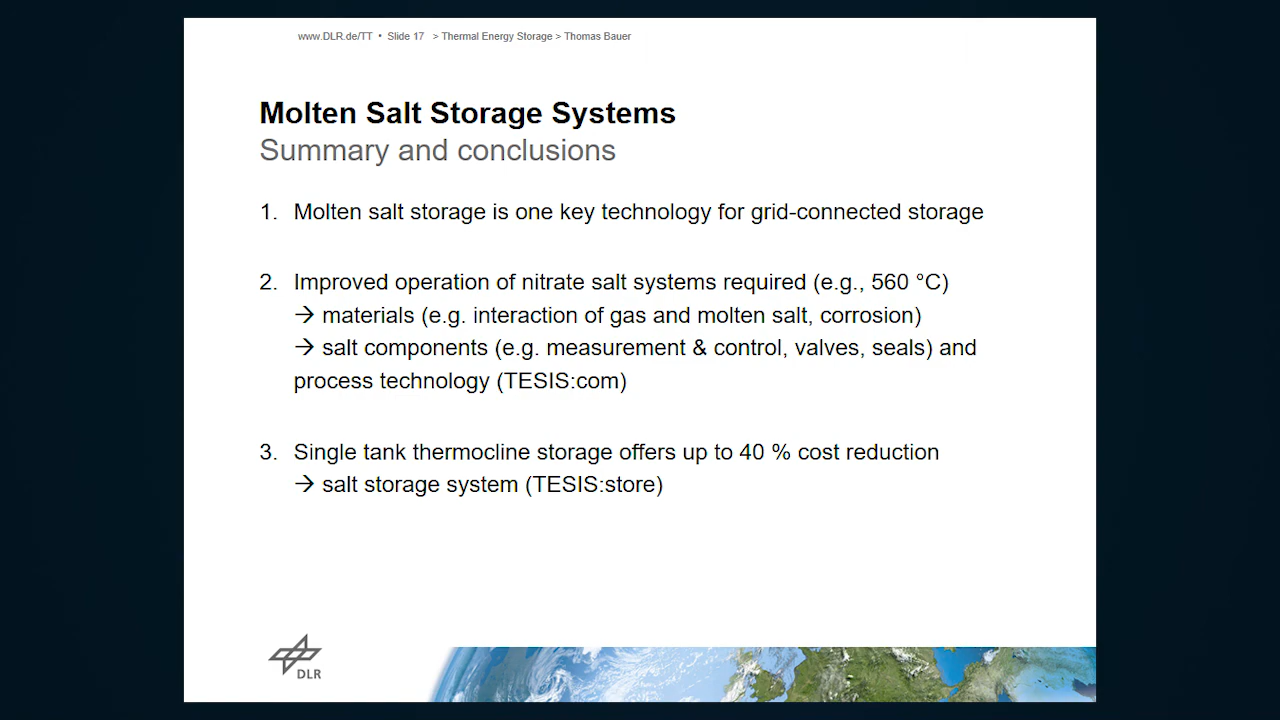 www.DLR.de/TT • Slide 17 > Thermal Energy Storage > Thomas Bauer
Molten Salt Storage Systems
Summary and conclusions
1. Molten salt storage is one key technology for grid-connected storage
2. Improved operation of nitrate salt systems required (e.g., 560 °C)
→ materials (e.g. interaction of gas and molten salt, corrosion)
→ salt components (e.g. measurement & control, valves, seals) and
process technology (TESIS:com)
3. Single tank thermocline storage offers up to 40 % cost reduction
→ salt storage system (TESIS:store)
DLR